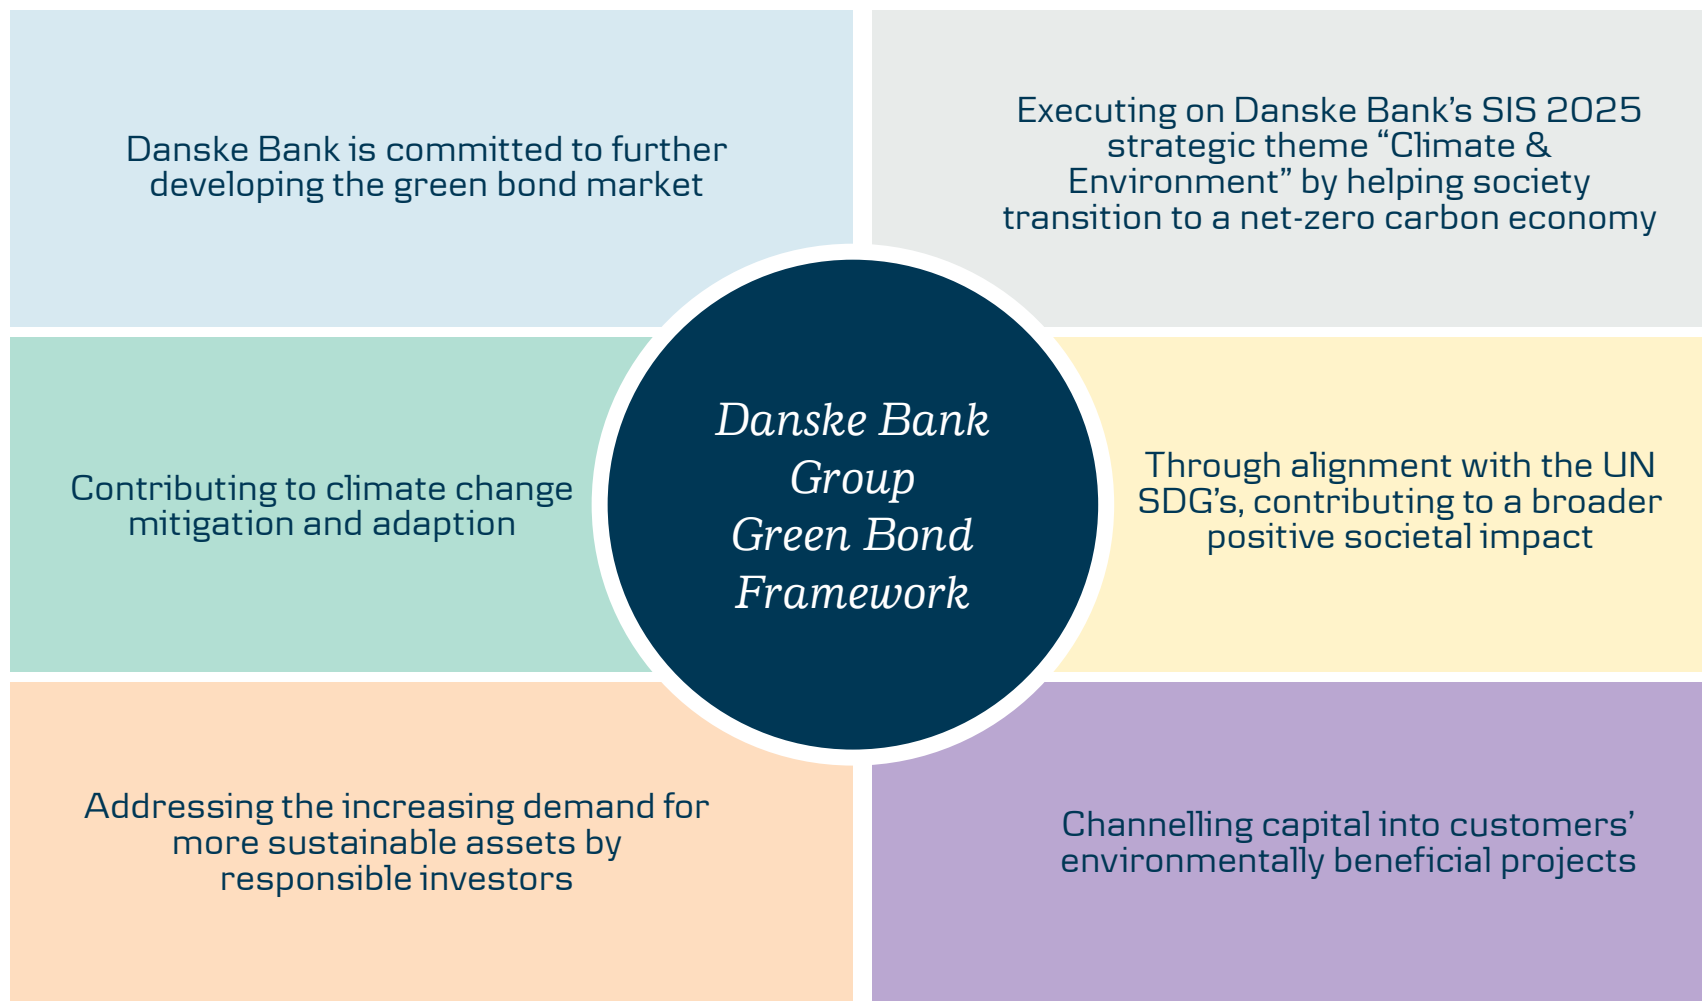 Danske Bank is committed to further
developing the green bond market
Executing on Danske Bank’s SIS 2025
strategic theme “Climate &
Environment” by helping society
transition to a net-zero carbon economy
Contributing to climate change
mitigation and adaption
Danske Bank
Group
Green Bond
Framework
Through alignment with the UN
SDG’s, contributing to a broader
positive societal impact
Addressing the increasing demand for
more sustainable assets by
responsible investors
Channelling capital into customers’
environmentally beneficial projects